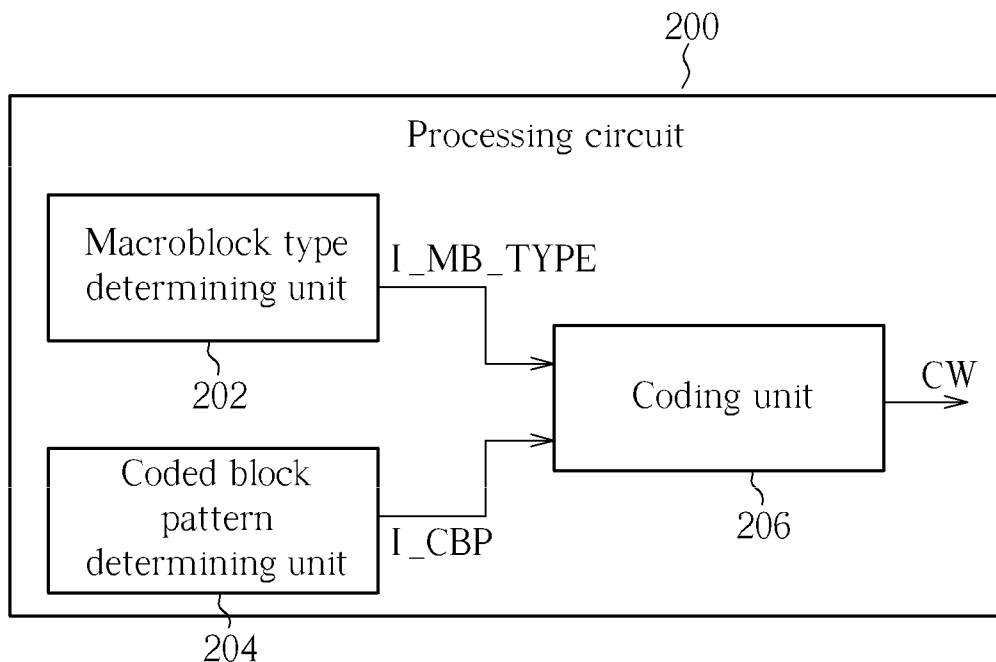 200
Processing circuit
Macroblock type
determining unit
I_MB_TYPE
202
Coding unit
CW
Coded block
pattern
determining unit
I_CBP
206
204